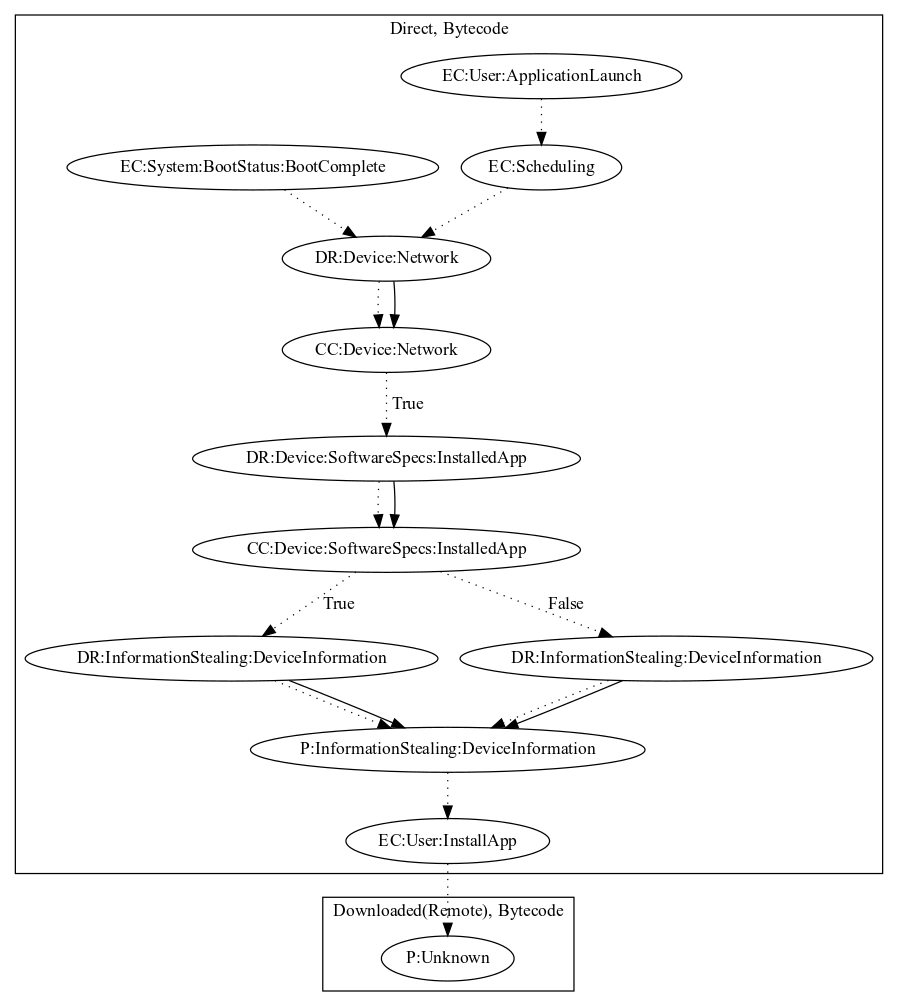 Direct, Bytecode
EC:User:ApplicationLaunch
EC:System:BootStatus:BootComplete
EC:Scheduling
DR:Device:Network
CC:Device:Network
True
DR:Device:SoftwareSpecs:InstalledApp
CC:Device:SoftwareSpecs:InstalledApp
True
False
DR:InformationStealing:DeviceInformation
DR:InformationStealing:DeviceInformation
P:InformationStealing:DeviceInformation
EC:User:InstallApp
Downloaded(Remote), Bytecode
P:Unknown